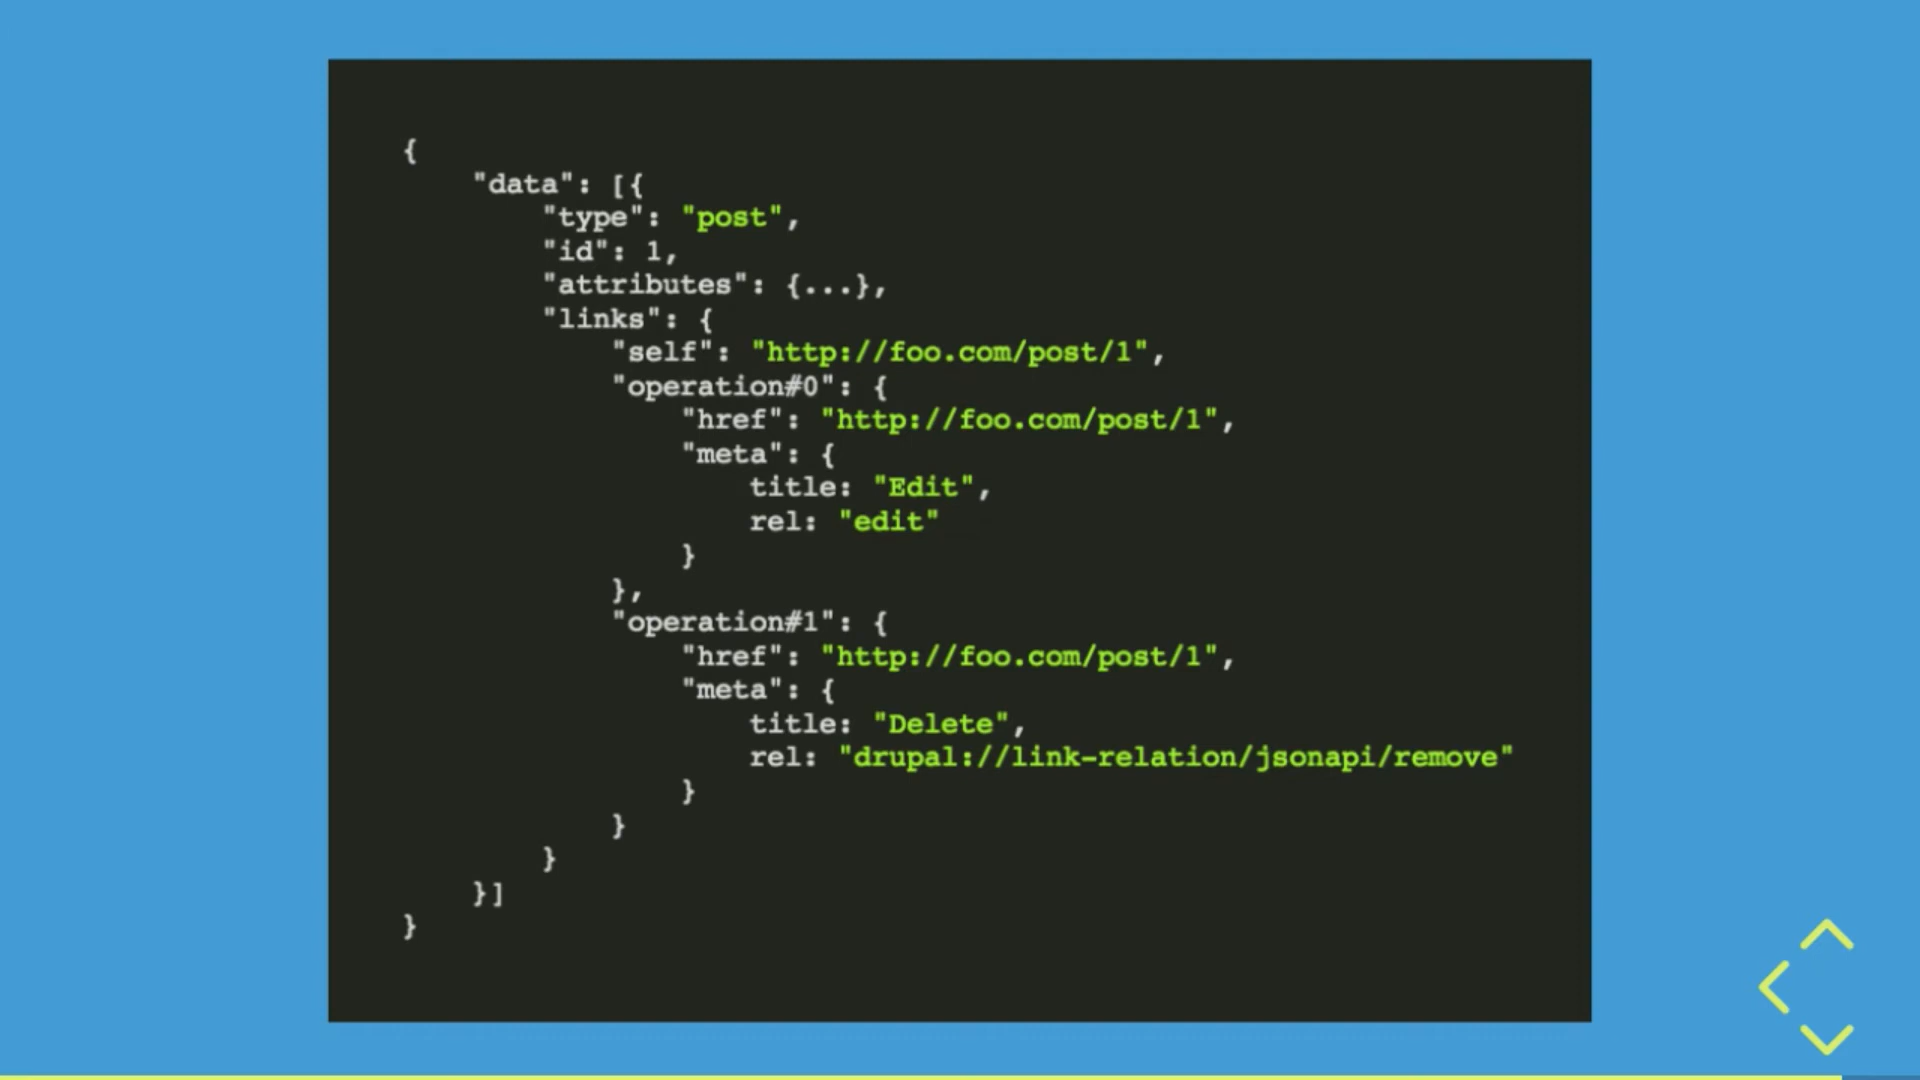 {
"data": [{
"type": "post",
"id": 1,
"attributes": {...},
"links": {
"self": "http://foo.com/post/1",
"operation#0": {
"href": "http://foo.com/post/1",
"meta": {
title: "Edit",
rel: "edit"
}
},
"operation#1": {
"href": "http://foo.com/post/1",
"meta": {
title: "Delete",
rel: "drupal://link-relation/jsonapi/remove"
}
}
}
}]
}